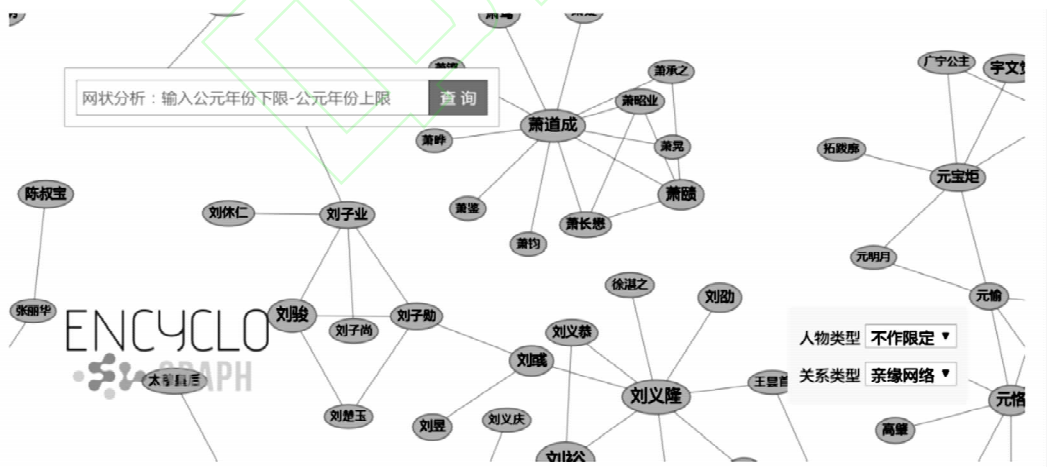 广宁公主
萧承之
网状分析：输入公元年份下限-公元年份上限
查 询
萧昭业
萧道成
萧晔
萧晃
拓跋廓
元宝炬
陈叔宝
萧赜
刘休仁
刘子业
萧鉴
萧长懋
萧钧
元明月
徐湛之
刘劭
元愉
张丽华
刘骏
刘子尚
刘子勋
刘义恭
人物类型 不作限定
ENCYCLO
GRAPH
刘彧
关系类型 亲缘网络
刘义隆
元恪
刘楚玉
刘昱
刘义庆
高肇
刘裕